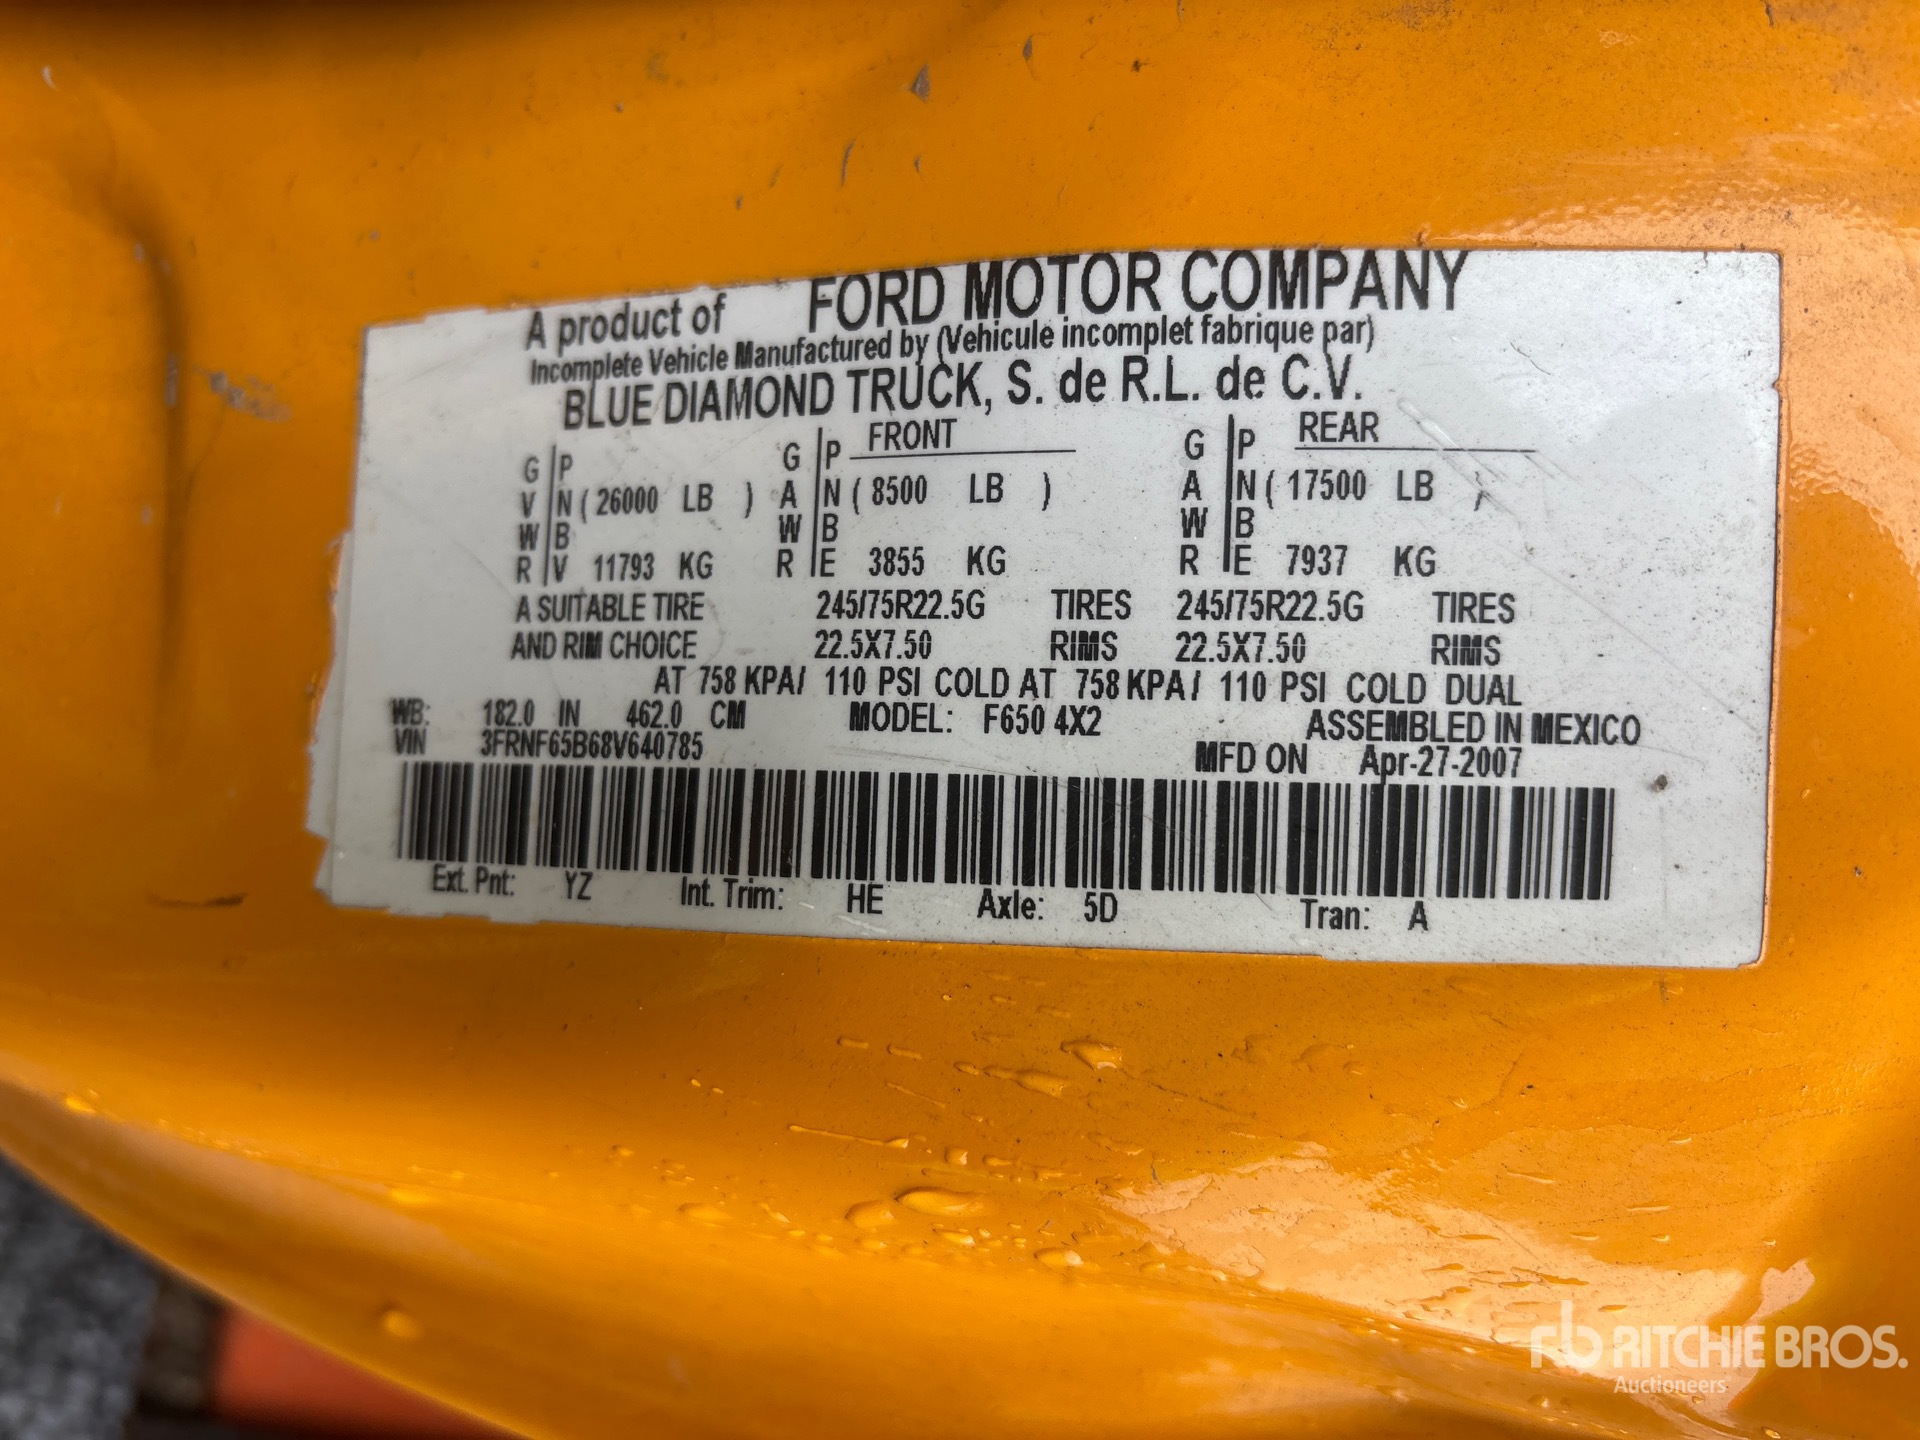 A product of FORD MOTOR COMPANY
Incomplete Vehicle Manufactured by (Vehicule incomplet fabrique par)
BLUE DIAMOND TRUCK, S. de R.L. de C.V.
FRONT REAR
G P G P G P
V N ( 26000 LB ) A N ( 8500 LB ) A N ( 17500 LB )
W B W B W B
R V 11793 KG R E 3855 KG R E 7937 KG
A SUITABLE TIRE 245/75R22.5G TIRES 245/75R22.5G TIRES
AND RIM CHOICE 22.5X7.50 RIMS 22.5X7.50 RIMS
AT 758 KPA/ 110 PSI COLD AT 758 KPA/ 110 PSI COLD DUAL
WB: 182.0 IN 462.0 CM MODEL: F650 4X2 ASSEMBLED IN MEXICO
VIN 3FRNF65B68V640785 MFD ON Apr-27-2007
Ext. Pnt: YZ Int. Trim: HE Axle: 5D Tran: A
rb RITCHIE BROS.
Auctioneers